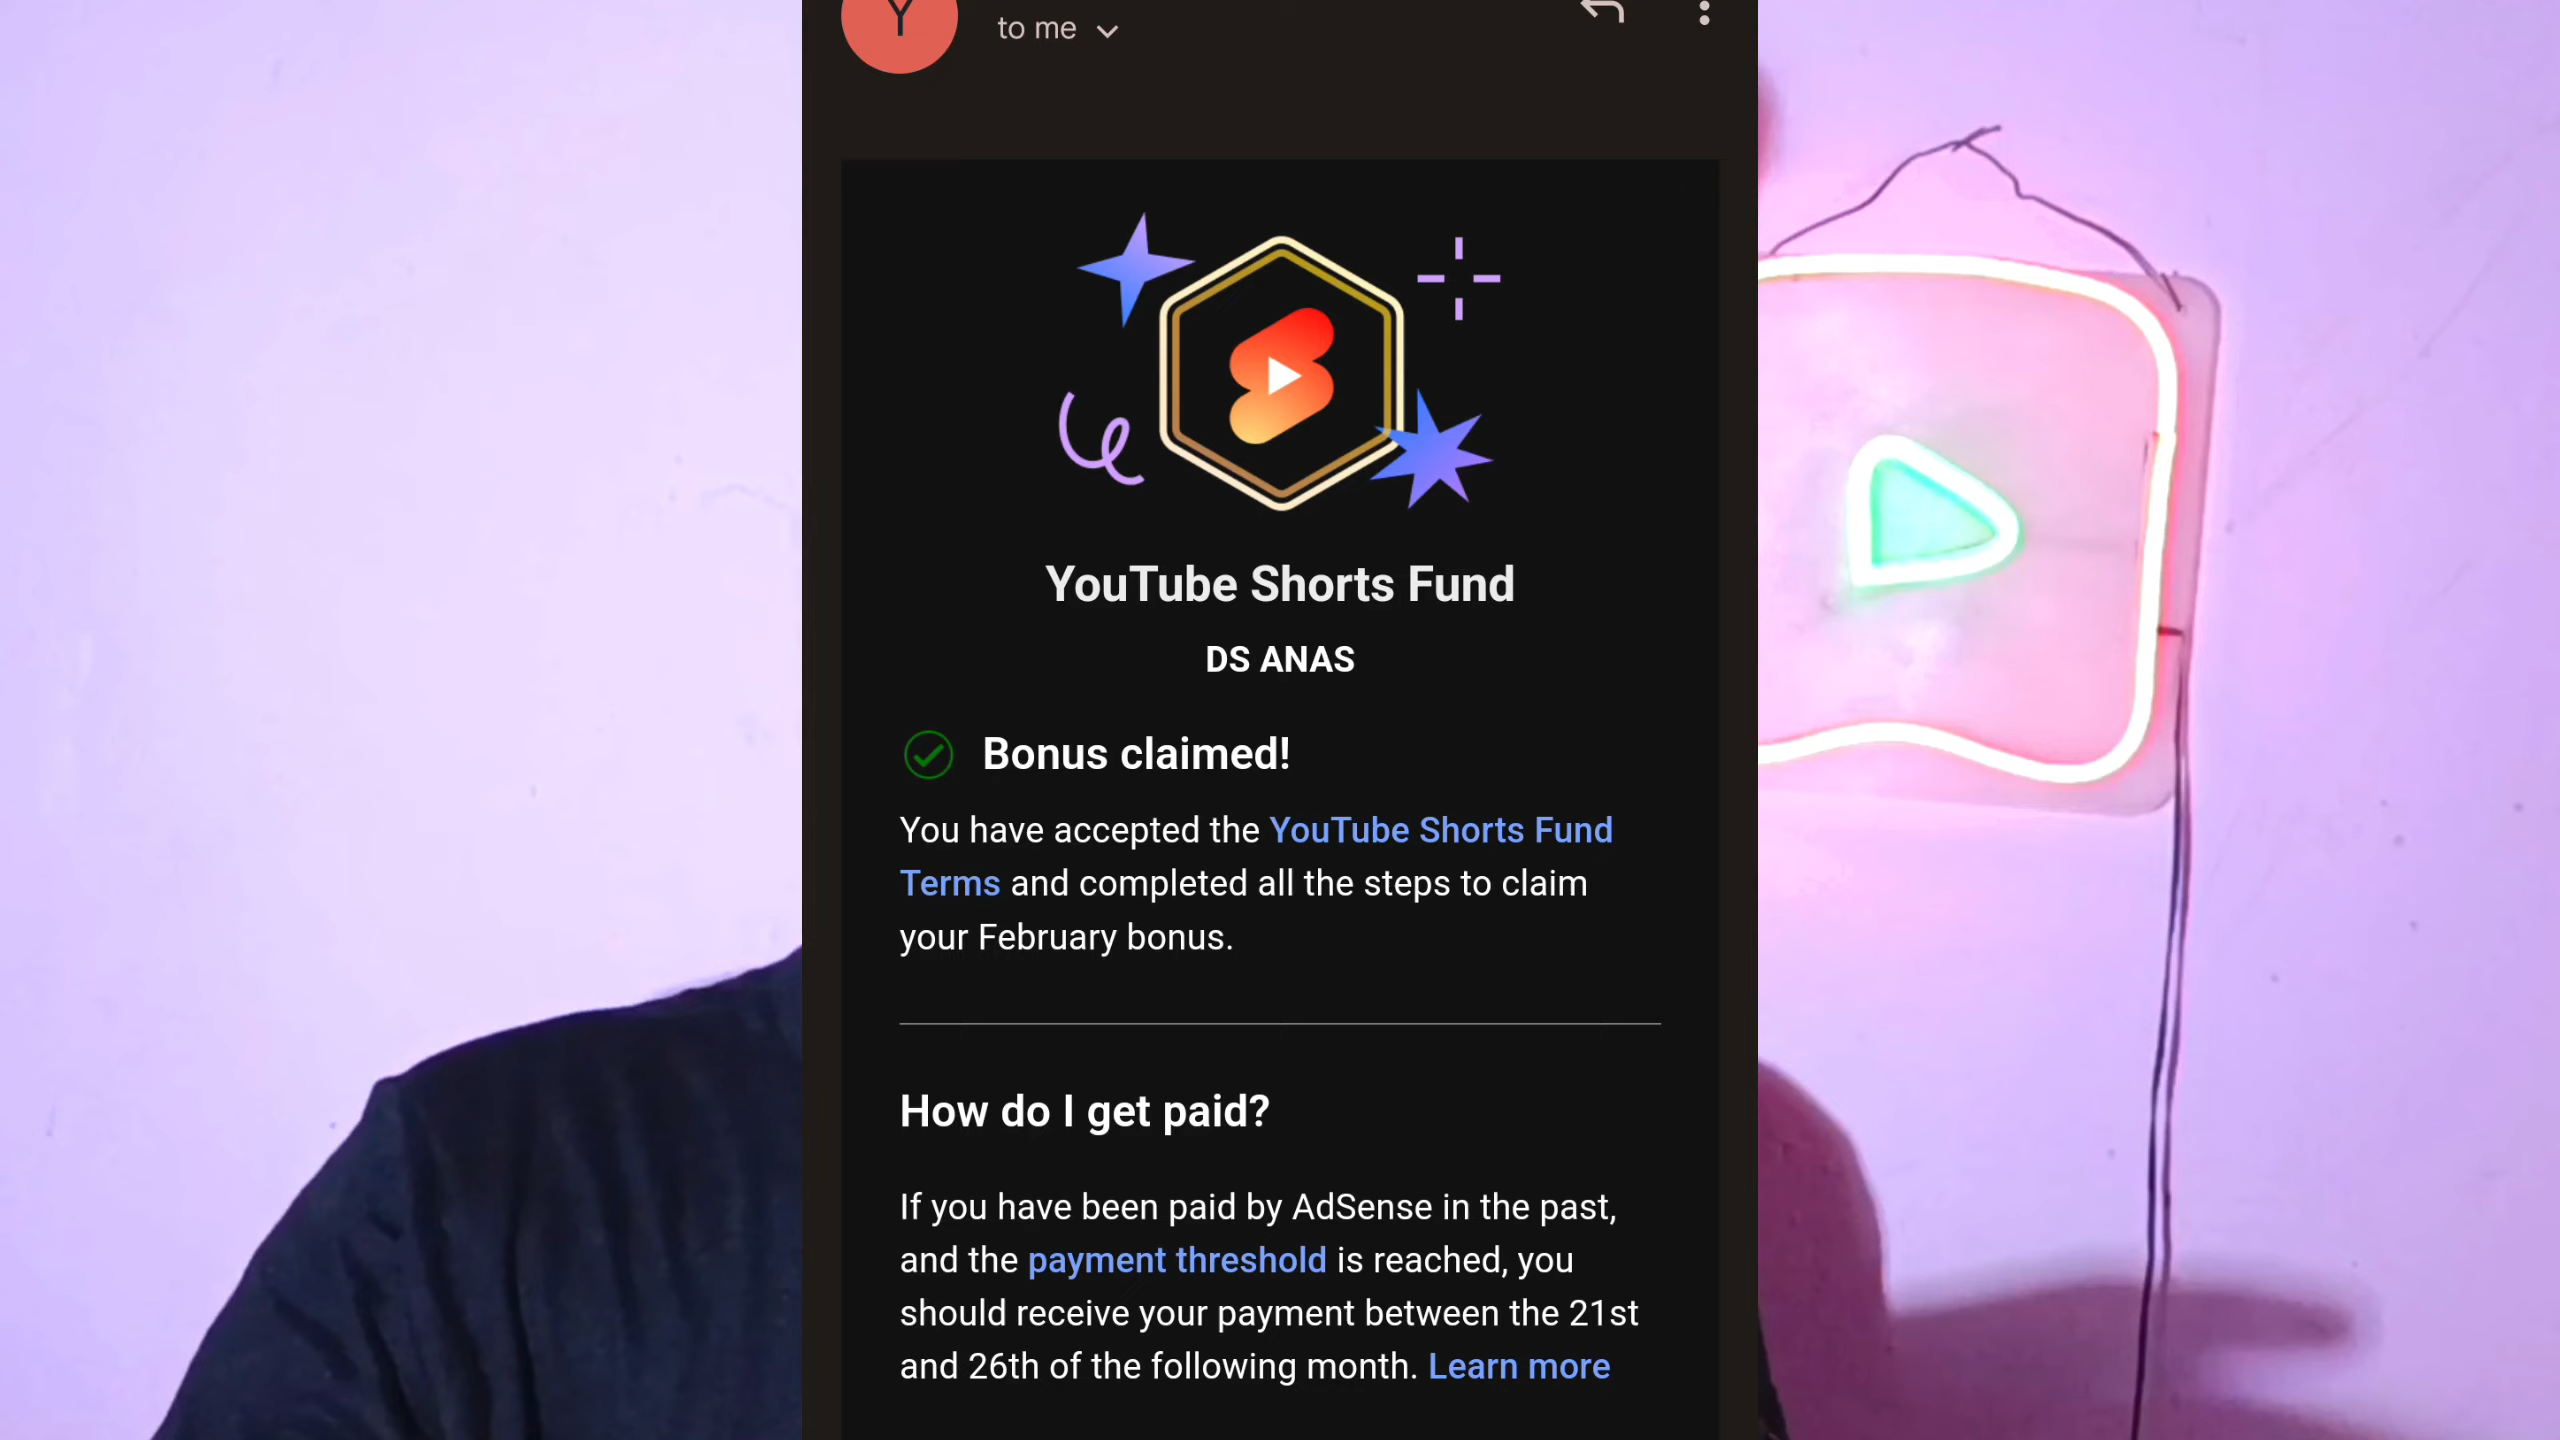 Y
to me
YouTube Shorts Fund
DS ANAS
Bonus claimed!
You have accepted the YouTube Shorts Fund
Terms and completed all the steps to claim
your February bonus.
How do I get paid?
If you have been paid by AdSense in the past,
and the payment threshold is reached, you
should receive your payment between the 21st
and 26th of the following month. Learn more